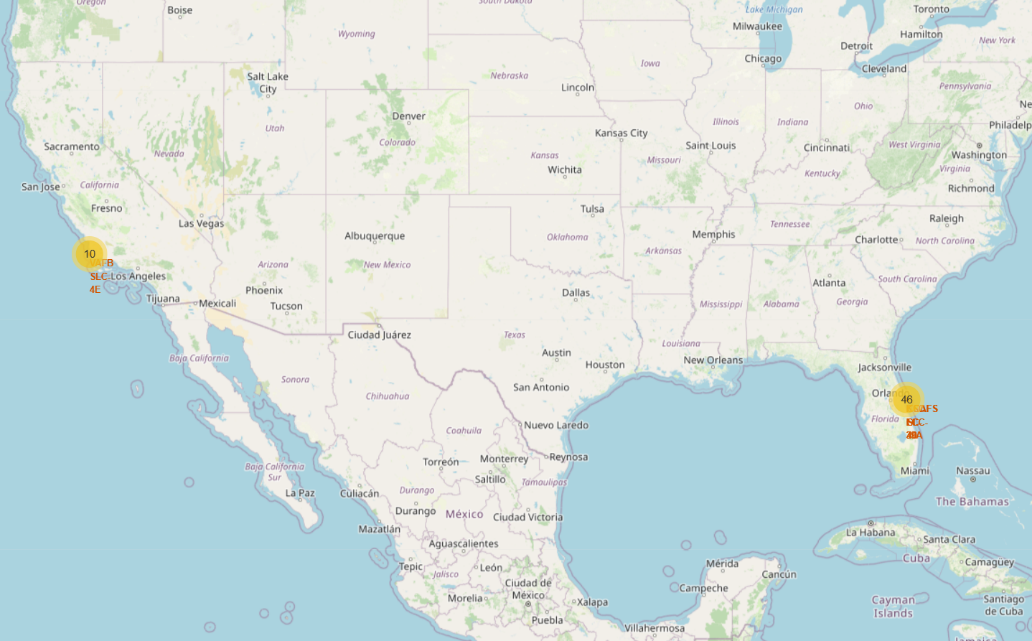 Oregon
Boise
South Dakota
Lake Michigan
Toronto
Milwaukee
Hamilton
Wyoming
Detroit
New York
Chicago
Iowa
Cleveland
Salt Lake
City
Nebraska
Lincoln
Pennsylvania
Ohio
Denver
Philadelp
Utah
Illinois
Indiana
Kansas City
Sacramento
Colorado
Saint Louis
Cincinnati
West Virginia
Washington
Nevada
Kansas
Missouri
Wichita
Kentucky
Virginia
San Jose
California
Richmond
Fresno
Tulsa
Las Vegas
Raleigh
Tennessee
Albuquerque
Oklahoma
Memphis
Charlotte
North Carolina
10
Arkansas
Arizona
New Mexico
SLC-
Los Angeles
4E
Phoenix
Atlanta
South Carolina
Tijuana
Mexicali
Tucson
Dallas
Mississippi
Alabama
Georgia
Ciudad Juárez
Texas
Louisiana
Baja California
Austin
New Orleans
Houston
Jacksonville
Sonora
San Antonio
46
Chihuahua
Florida
Nuevo Laredo
Coahuila
Baja California
Sur
Torreón
Monterrey
Reynosa
Miami
Nassau
Saltillo
Tamaulipas
La Paz
Culiacán
Durango
The Bahamas
Durango
México
Ciudad Victoria
Mazatlán
La Habana
Santa Clara
Aguascalientes
Cuba
Camagüey
Tepic
León
Mérida
Cancún
Jalisco
Ciudad de
México
Campeche
Morelia
Xalapa
Cayman
Islands
Santiago
de Cuba
Puebla
Villahermosa
Jamaica